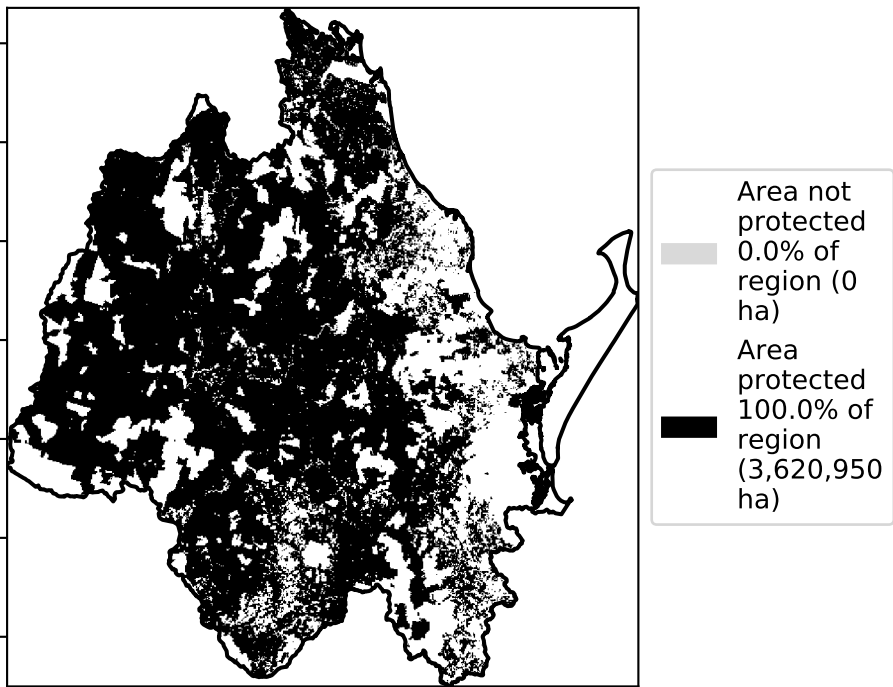 Area not
protected
0.0% of
region (0
ha)
Area
protected
100.0% of
region
(3,620,950
ha)